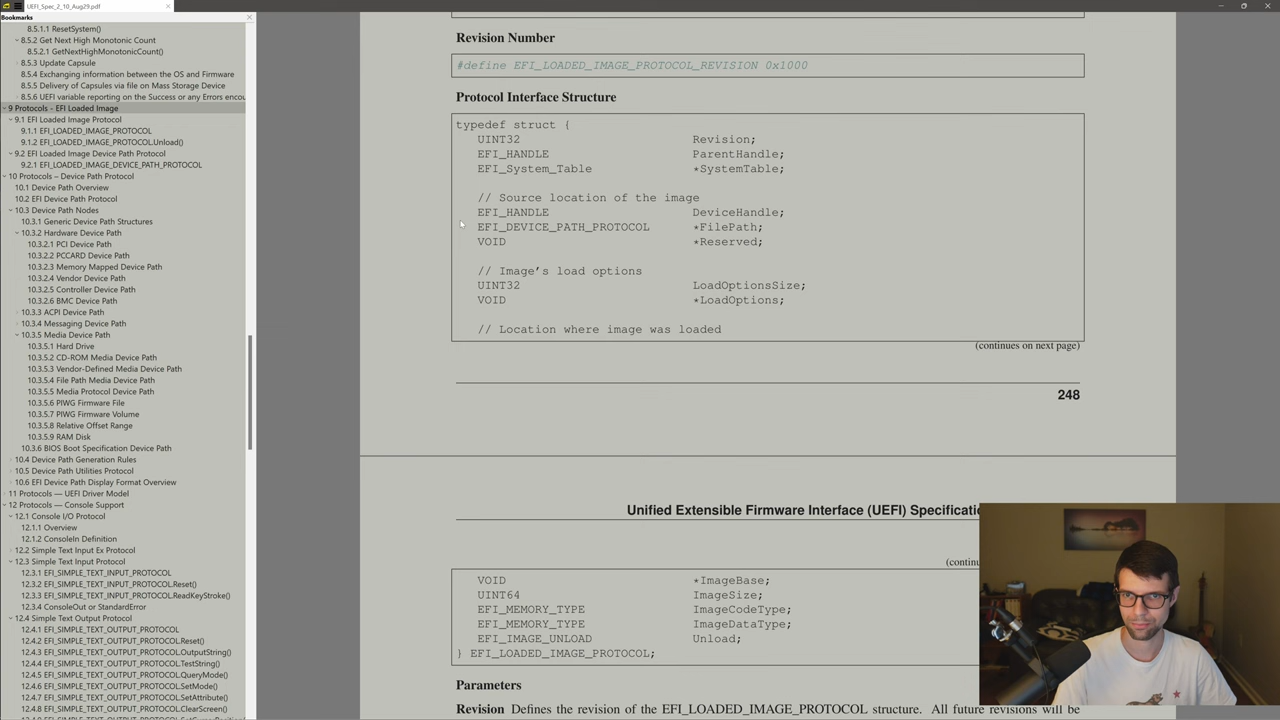 UEFI_Spec_2_10_Aug29.pdf
Bookmarks
8.5.1.1 ResetSystem()
8.5.2 Get Next High Monotonic Count
8.5.2.1 GetNextHighMonotonicCount()
8.5.3 Update Capsule
8.5.4 Exchanging information between the OS and Firmware
8.5.5 Delivery of Capsules via file on Mass Storage Device
8.5.6 UEFI variable reporting on the Success or any Errors encou
9 Protocols - EFI Loaded Image
9.1 EFI Loaded Image Protocol
9.1.1 EFI_LOADED_IMAGE_PROTOCOL
9.1.2 EFI_LOADED_IMAGE_PROTOCOL.Unload()
9.2 EFI Loaded Image Device Path Protocol
9.2.1 EFI_LOADED_IMAGE_DEVICE_PATH_PROTOCOL
10 Protocols – Device Path Protocol
10.1 Device Path Overview
10.2 EFI Device Path Protocol
10.3 Device Path Nodes
10.3.1 Generic Device Path Structures
10.3.2 Hardware Device Path
10.3.2.1 PCI Device Path
10.3.2.2 PCCARD Device Path
10.3.2.3 Memory Mapped Device Path
10.3.2.4 Vendor Device Path
10.3.2.5 Controller Device Path
10.3.2.6 BMC Device Path
10.3.3 ACPI Device Path
10.3.4 Messaging Device Path
10.3.5 Media Device Path
10.3.5.1 Hard Drive
10.3.5.2 CD-ROM Media Device Path
10.3.5.3 Vendor-Defined Media Device Path
10.3.5.4 File Path Media Device Path
10.3.5.5 Media Protocol Device Path
10.3.5.6 PIWG Firmware File
10.3.5.7 PIWG Firmware Volume
10.3.5.8 Relative Offset Range
10.3.5.9 RAM Disk
10.3.6 BIOS Boot Specification Device Path
10.4 Device Path Generation Rules
10.5 Device Path Utilities Protocol
10.6 EFI Device Path Display Format Overview
11 Protocols — UEFI Driver Model
12 Protocols — Console Support
12.1 Console I/O Protocol
12.1.1 Overview
12.1.2 ConsoleIn Definition
12.2 Simple Text Input Ex Protocol
12.3 Simple Text Input Protocol
12.3.1 EFI_SIMPLE_TEXT_INPUT_PROTOCOL
12.3.2 EFI_SIMPLE_TEXT_INPUT_PROTOCOL.Reset()
12.3.3 EFI_SIMPLE_TEXT_INPUT_PROTOCOL.ReadKeyStroke()
12.3.4 ConsoleOut or StandardError
12.4 Simple Text Output Protocol
12.4.1 EFI_SIMPLE_TEXT_OUTPUT_PROTOCOL
12.4.2 EFI_SIMPLE_TEXT_OUTPUT_PROTOCOL.Reset()
12.4.3 EFI_SIMPLE_TEXT_OUTPUT_PROTOCOL.OutputString()
12.4.4 EFI_SIMPLE_TEXT_OUTPUT_PROTOCOL.TestString()
12.4.5 EFI_SIMPLE_TEXT_OUTPUT_PROTOCOL.QueryMode()
12.4.6 EFI_SIMPLE_TEXT_OUTPUT_PROTOCOL.SetMode()
12.4.7 EFI_SIMPLE_TEXT_OUTPUT_PROTOCOL.SetAttribute()
12.4.8 EFI_SIMPLE_TEXT_OUTPUT_PROTOCOL.ClearScreen()
Revision Number
#define EFI_LOADED_IMAGE_PROTOCOL_REVISION 0x1000
Protocol Interface Structure
typedef struct {
UINT32 Revision;
EFI_HANDLE ParentHandle;
EFI_System_Table *SystemTable;
// Source location of the image
EFI_HANDLE DeviceHandle;
EFI_DEVICE_PATH_PROTOCOL *FilePath;
VOID *Reserved;
// Image's load options
UINT32 LoadOptionsSize;
VOID *LoadOptions;
// Location where image was loaded
(continues on next page)
248
Unified Extensible Firmware Interface (UEFI) Specificatio
(contin
VOID *ImageBase;
UINT64 ImageSize;
EFI_MEMORY_TYPE ImageCodeType;
EFI_MEMORY_TYPE ImageDataType;
EFI_IMAGE_UNLOAD Unload;
} EFI_LOADED_IMAGE_PROTOCOL;
Parameters
Revision Defines the revision of the EFI_LOADED_IMAGE_PROTOCOL structure. All future revisions will be